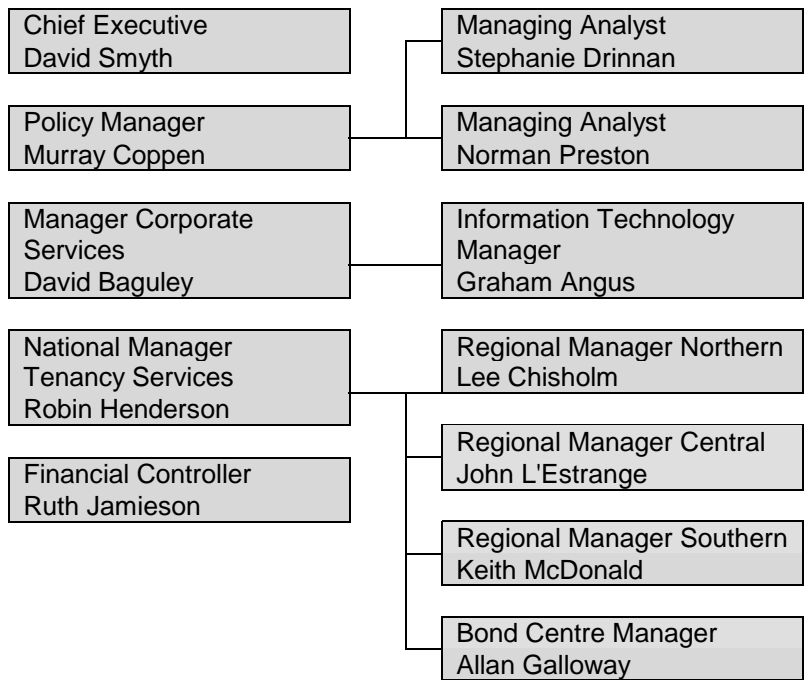 Chief Executive
David Smyth
Managing Analyst
Stephanie Drinnan
Policy Manager
Murray Coppen
Managing Analyst
Norman Preston
Manager Corporate
Services
David Baguley
Information Technology
Manager
Graham Angus
National Manager
Tenancy Services
Robin Henderson
Regional Manager Northern
Lee Chisholm
Regional Manager Central
John L'Estrange
Financial Controller
Ruth Jamieson
Regional Manager Southern
Keith McDonald
Bond Centre Manager
Allan Galloway